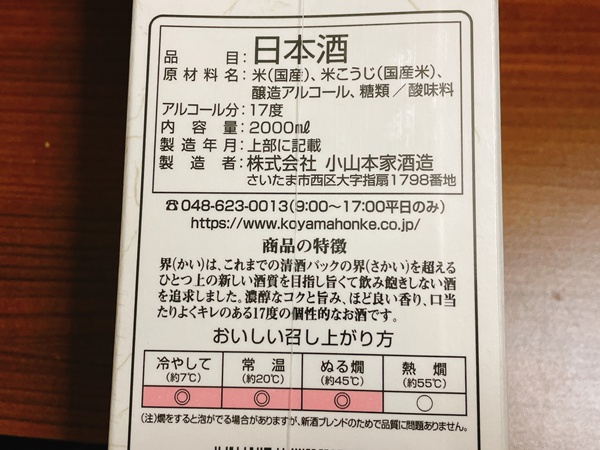 品目：日本酒
原材料名：米（国産）、米こうじ（国産米）、
醸造アルコール、糖類／酸味料
アルコール分：17度
内容量：2000㎖
製造年月：上部に記載
製造者：株式会社 小山本家酒造
さいたま市西区大字指扇1798番地
☎048-623-0013（9:00〜17:00平日のみ）
https://www.koyamahonke.co.jp/
商品の特徴
界（かい）は、これまでの清酒パックの界（さかい）を超える
ひとつ上の新しい酒質を目指し旨くて飲み飽きしない酒
を追求しました。濃醇なコクと旨み、ほど良い香り、口当
たりよくキレのある17度の個性的なお酒です。
おいしい召し上がり方
冷やして 常温 ぬる燗 熱燗
（約7℃） （約20℃） （約45℃） （約55℃）
◎ ◎ ◎ ○
（注）燗をすると泡がでる場合がありますが、新酒ブレンドのためで品質に問題ありません。